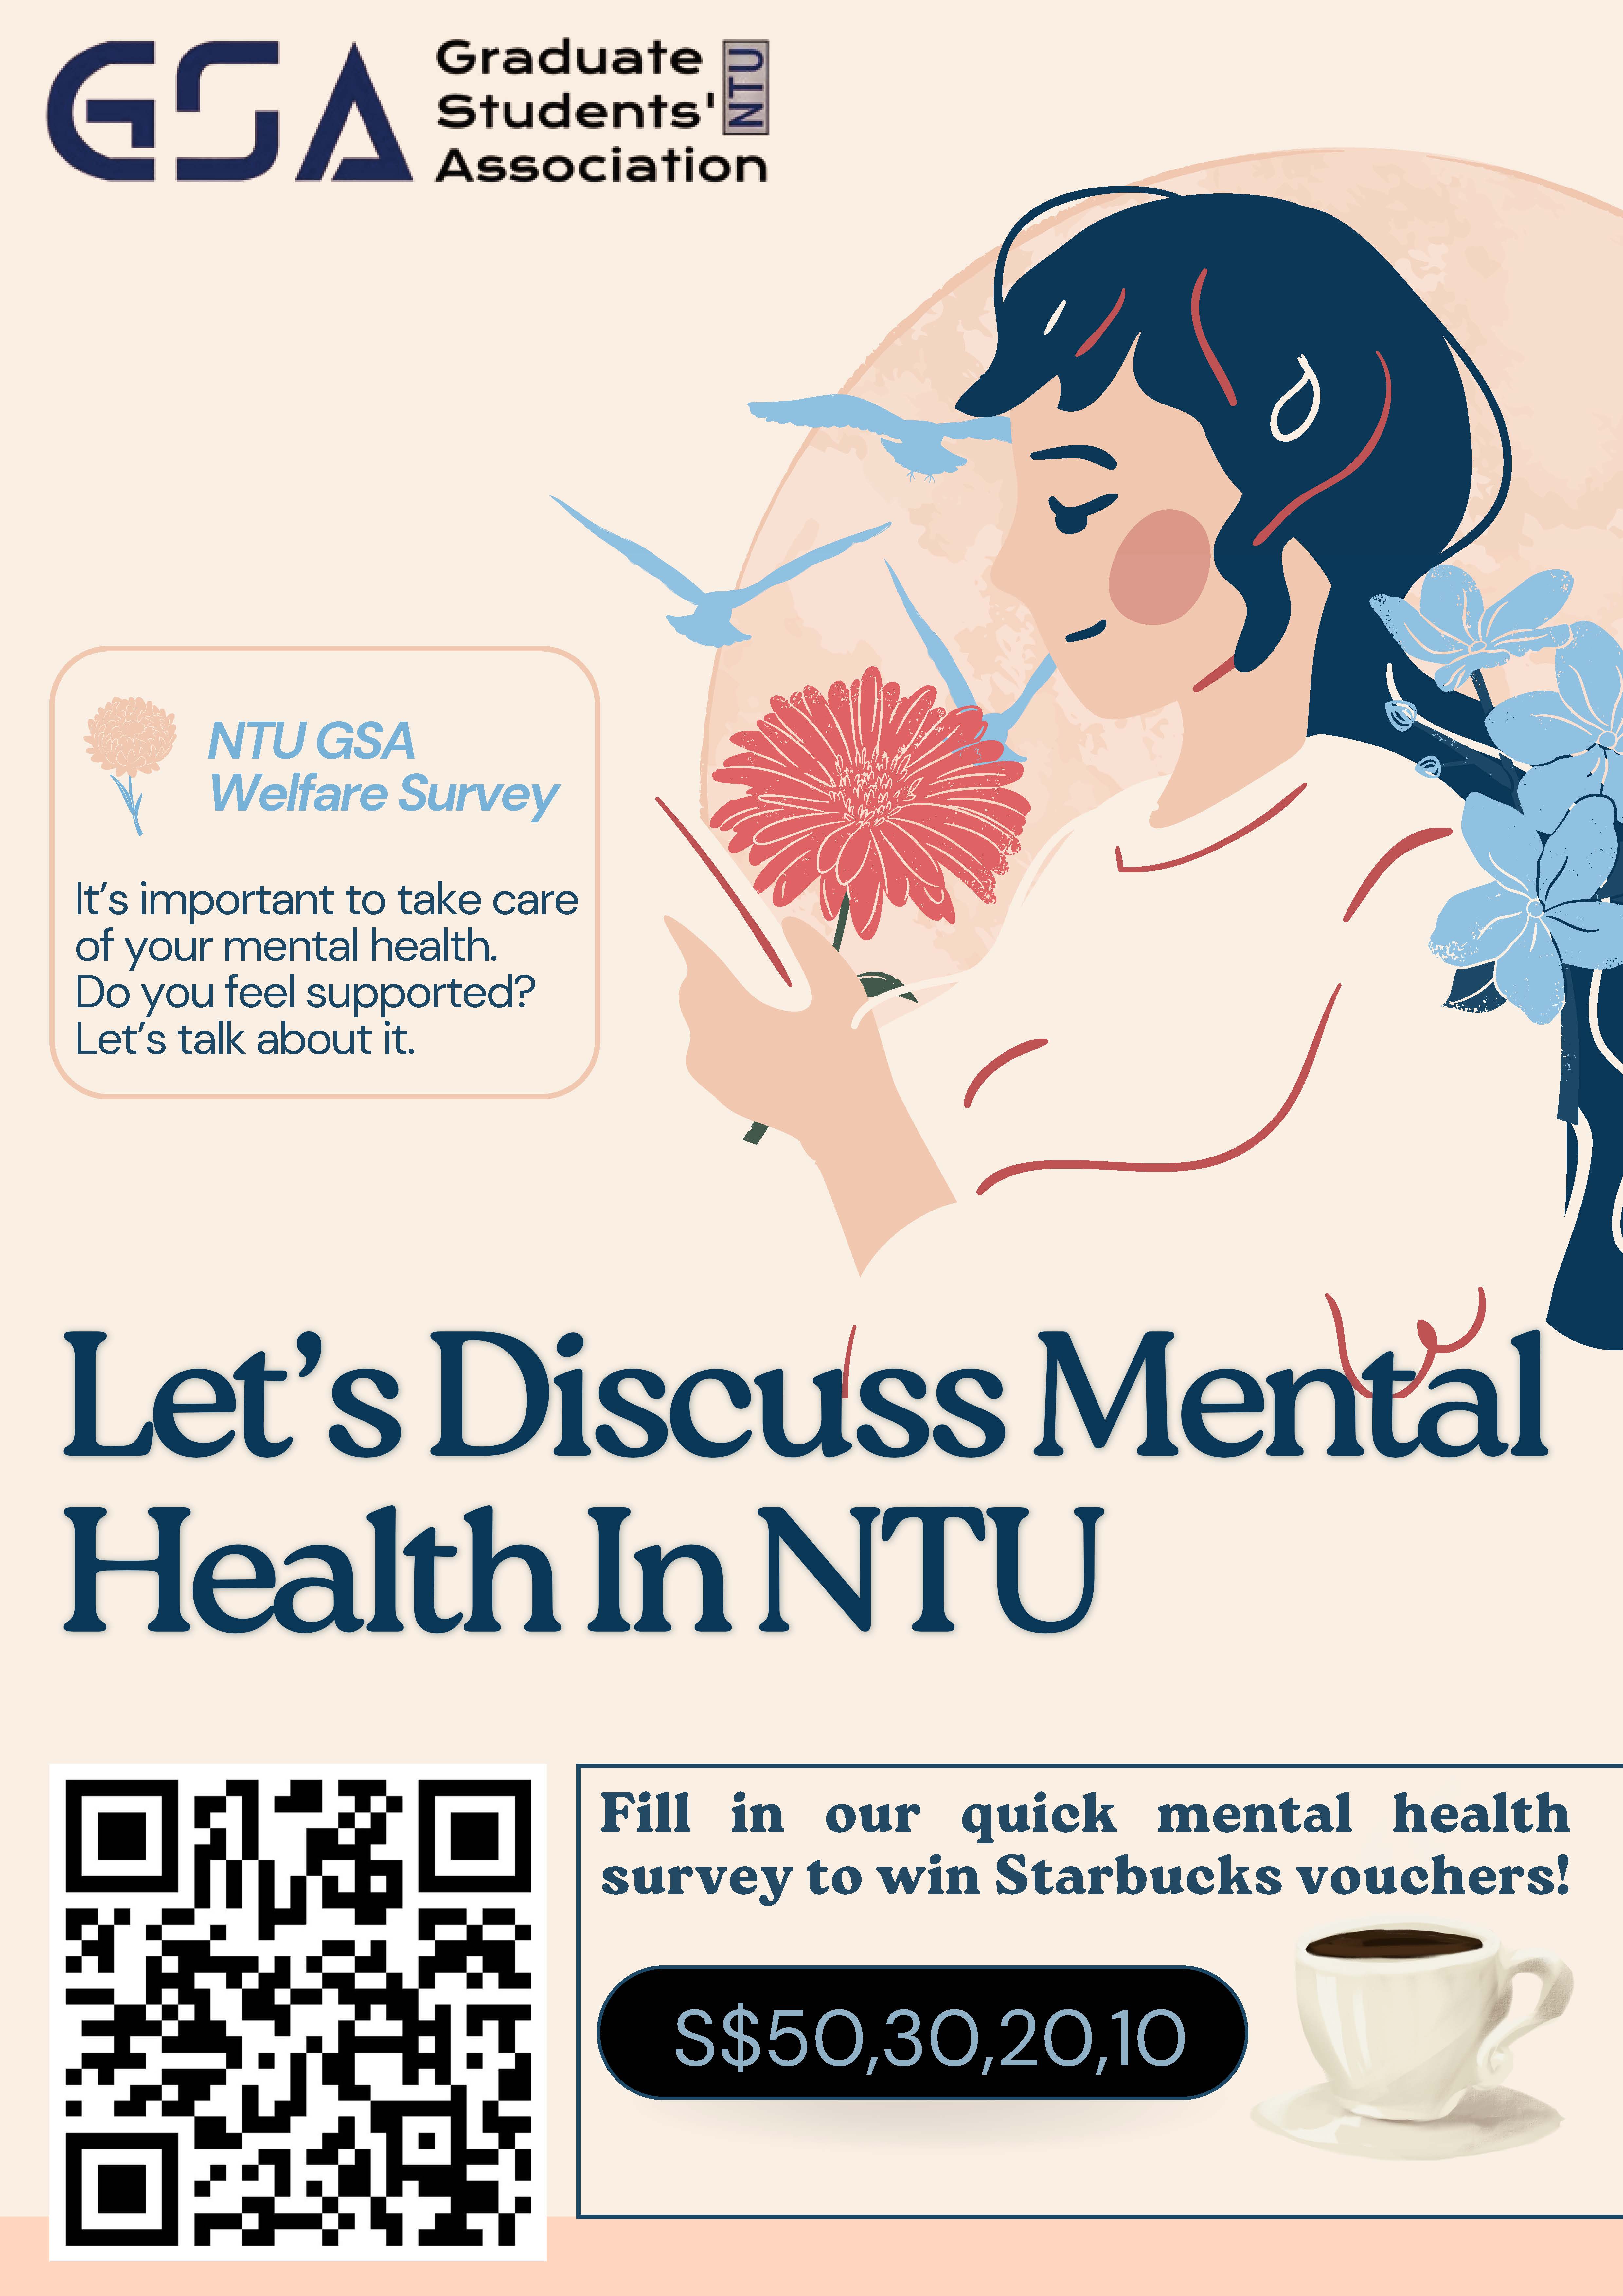 GSA
Graduate
Students'
Association
NTU
NTU GSA
Welfare Survey
It’s important to take care
of your mental health.
Do you feel supported?
Let’s talk about it.
Let’s Discuss Mental
Health In NTU
Fill in our quick mental health
survey to win Starbucks vouchers!
S$50,30,20,10